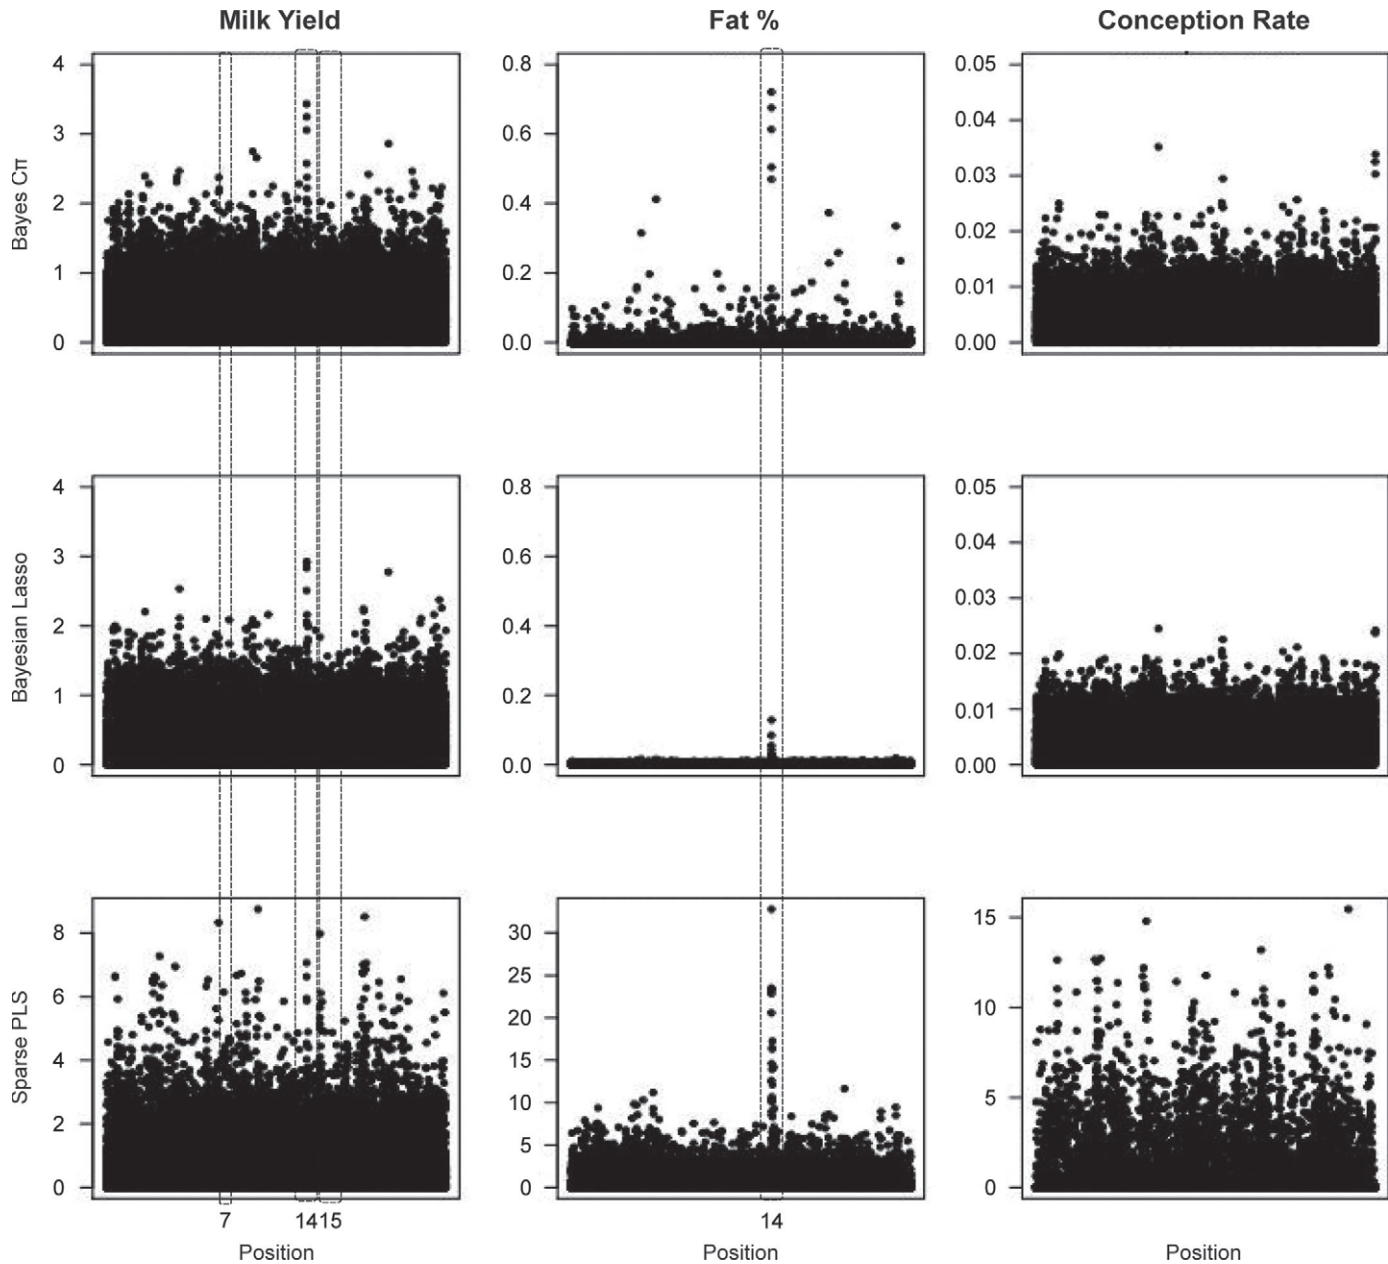 Milk Yield Fat % Conception Rate
Bayes Cπ
4 0.8 0.05
3 0.6 0.04
0.03
2 0.4
0.02
1 0.2
0.01
0 0.0 0.00
Bayesian Lasso
4 0.8 0.05
3 0.6 0.04
0.03
2 0.4
0.02
1 0.2
0.01
0 0.0 0.00
Sparse PLS
8 30 15
6 25
20 10
4 15
10 5
2 5
0 0 0
7 14 15 14
Position Position Position